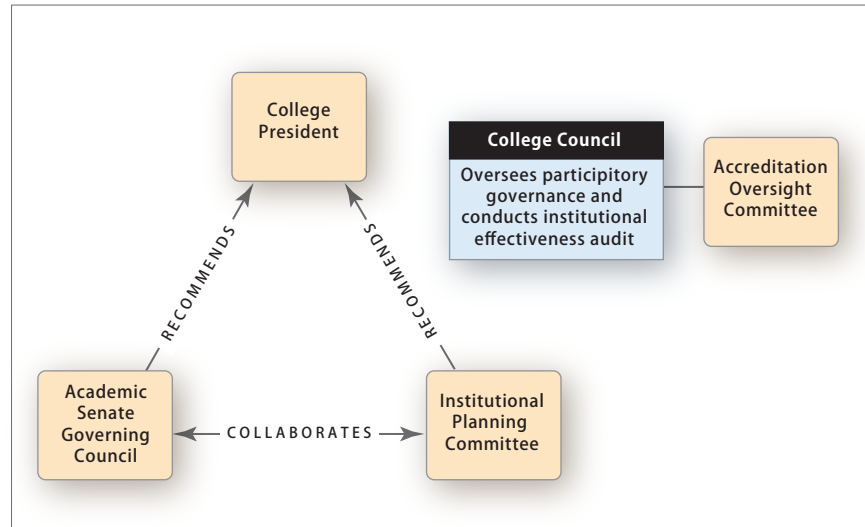 College
President
College Council
Oversees participitory
governance and
conducts institutional
effectiveness audit
Accreditation
Oversight
Committee
RECOMMENDS
RECOMMENDS
Academic
Senate
Governing
Council
COLLABORATES
Institutional
Planning
Committee